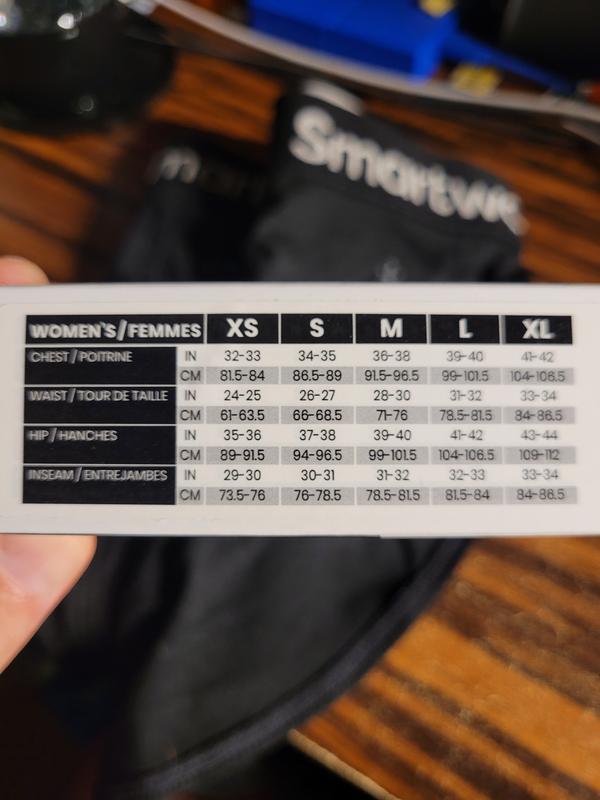 Smartwo
WOMEN'S/FEMMES XS S M L XL
CHEST/POITRINE IN 32-33 34-35 36-38 39-40 41-42
CM 81.5-84 86.5-89 91.5-96.5 99-101.5 104-106.5
WAIST/TOUR DE TAILLE IN 24-25 26-27 28-30 31-32 33-34
CM 61-63.5 66-68.5 71-76 78.5-81.5 84-86.5
HIP/HANCHES IN 35-36 37-38 39-40 41-42 43-44
CM 89-91.5 94-96.5 99-101.5 104-106.5 109-112
INSEAM/ENTREJAMBES IN 29-30 30-31 31-32 32-33 33-34
CM 73.5-76 76-78.5 78.5-81.5 81.5-84 84-86.5